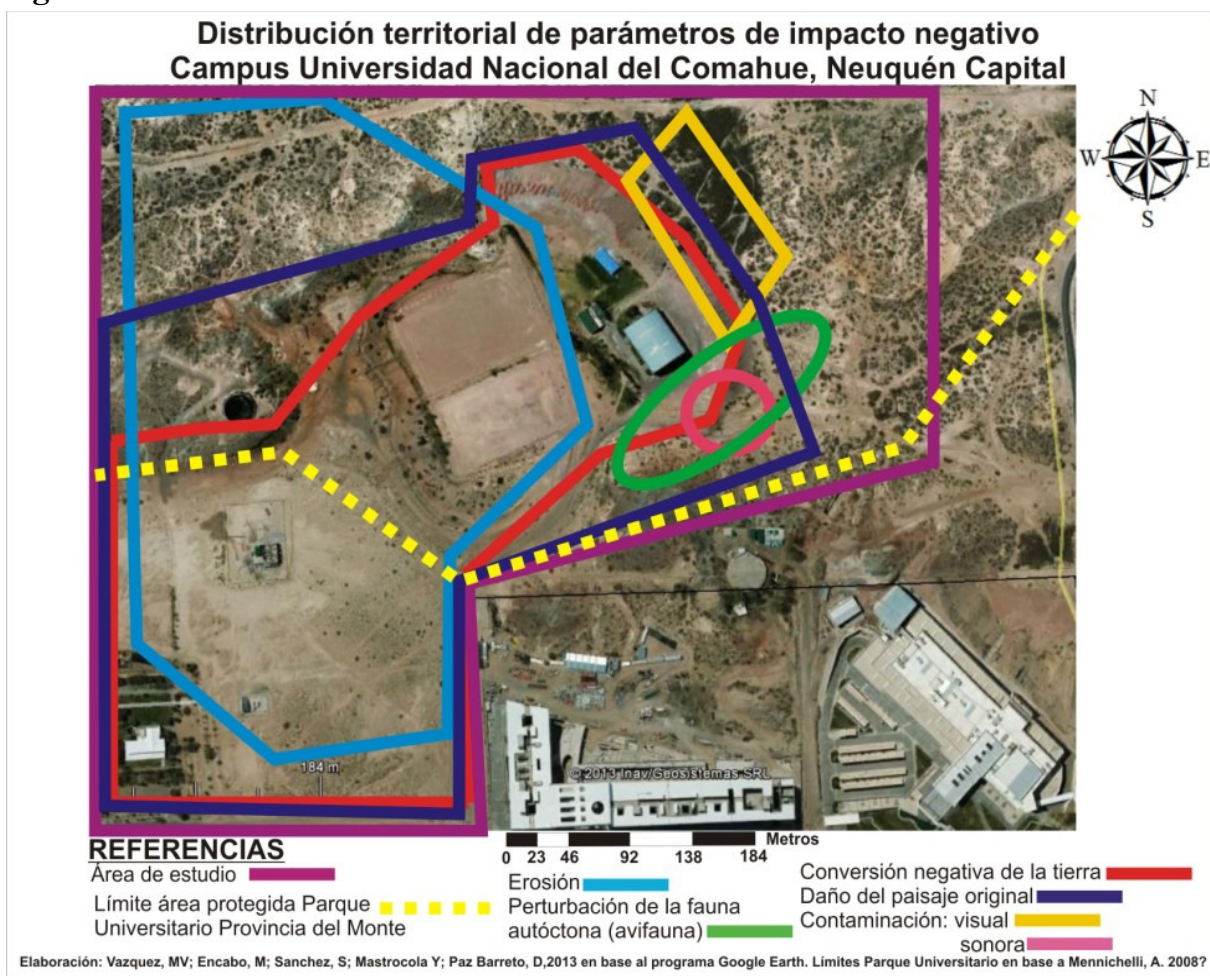 Distribución territorial de parámetros de impacto negativo
Campus Universidad Nacional del Comahue, Neuquén Capital
N
W
E
S
184 m
© 2013 Inav/Geosistemas SRL
REFERENCIAS
Área de estudio
Límite área protegida Parque
Universitario Provincia del Monte
Metros
0 23 46 92 138 184
Erosión
Perturbación de la fauna
autóctona (avifauna)
Conversión negativa de la tierra
Daño del paisaje original
Contaminación: visual
sonora
Elaboración: Vazquez, MV; Encabo, M; Sanchez, S; Mastrocola Y; Paz Barreto, D,2013 en base al programa Google Earth. Límites Parque Universitario en base a Mennichelli, A. 2008?